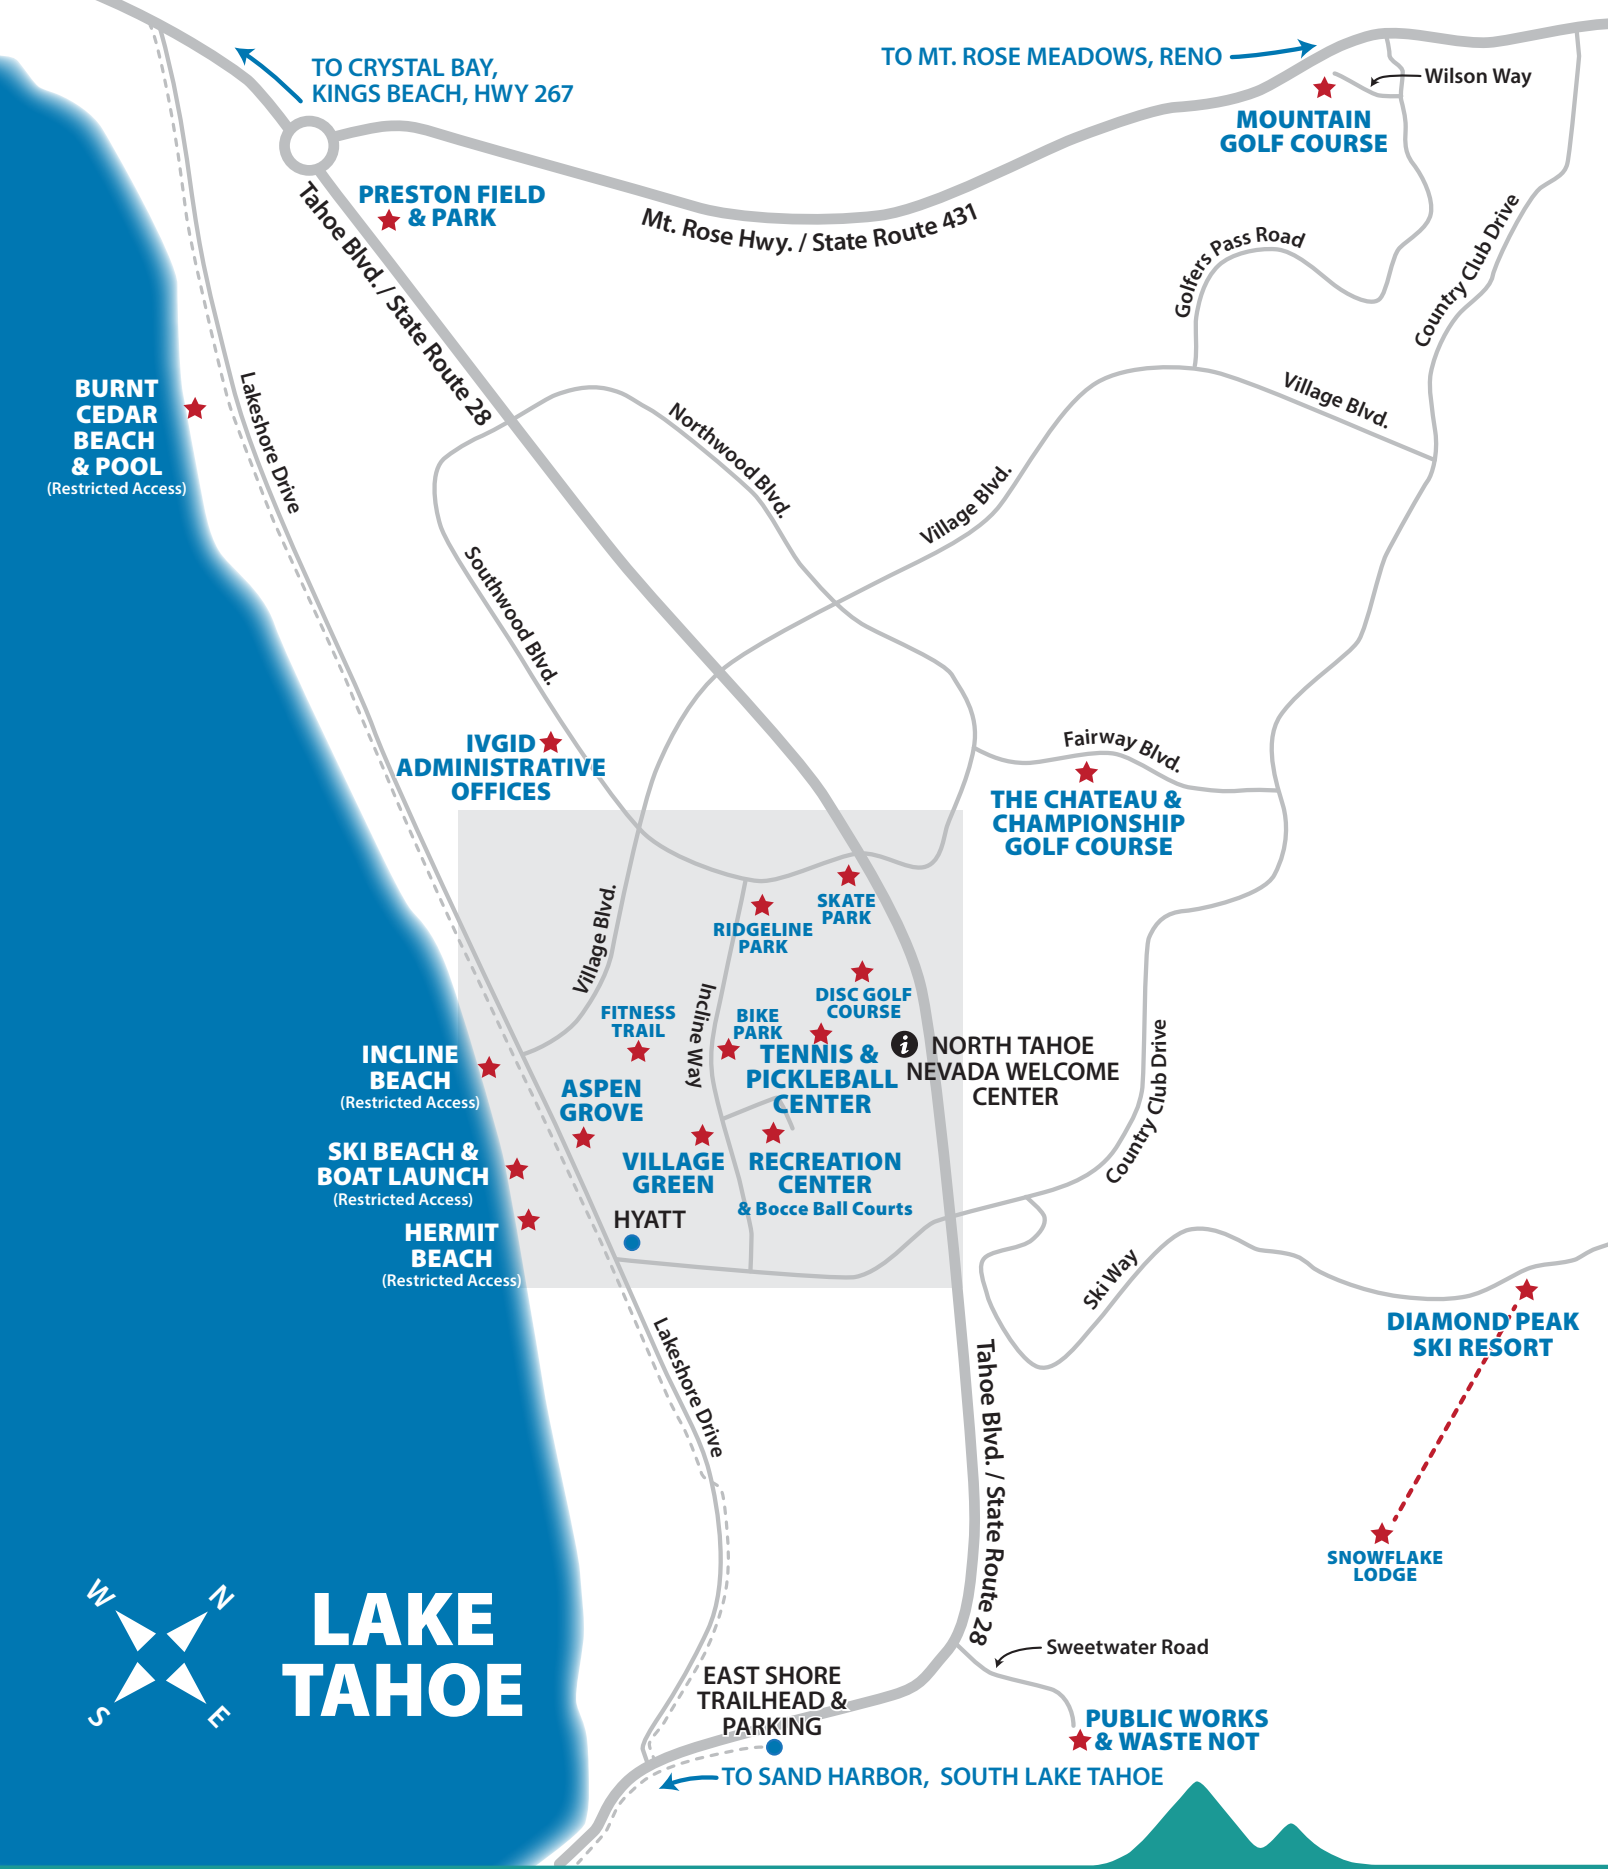 TO CRYSTAL BAY,
KINGS BEACH, HWY 267
TO MT. ROSE MEADOWS, RENO
Wilson Way
MOUNTAIN
GOLF COURSE
PRESTON FIELD
& PARK
Tahoe Blvd. / State Route 28
Mt. Rose Hwy. / State Route 431
Golfers Pass Road
Country Club Drive
BURNT
CEDAR
BEACH
& POOL
(Restricted Access)
Lakeshore Drive
Northwood Blvd.
Village Blvd.
Village Blvd.
Southwood Blvd.
IVGID
ADMINISTRATIVE
OFFICES
Fairway Blvd.
THE CHATEAU &
CHAMPIONSHIP
GOLF COURSE
Village Blvd.
SKATE
PARK
RIDGELINE
PARK
DISC GOLF
COURSE
FITNESS
TRAIL
Incline Way
BIKE
PARK
TENNIS &
PICKLEBALL
CENTER
i
NORTH TAHOE
NEVADA WELCOME
CENTER
Country Club Drive
INCLINE
BEACH
(Restricted Access)
ASPEN
GROVE
SKI BEACH &
BOAT LAUNCH
(Restricted Access)
VILLAGE
GREEN
RECREATION
CENTER
& Bocce Ball Courts
HERMIT
BEACH
(Restricted Access)
HYATT
Ski Way
DIAMOND PEAK
SKI RESORT
Lakeshore Drive
Tahoe Blvd. / State Route 28
SNOWFLAKE
LODGE
W
N
S
E
LAKE
TAHOE
Sweetwater Road
EAST SHORE
TRAILHEAD &
PARKING
PUBLIC WORKS
& WASTE NOT
TO SAND HARBOR, SOUTH LAKE TAHOE